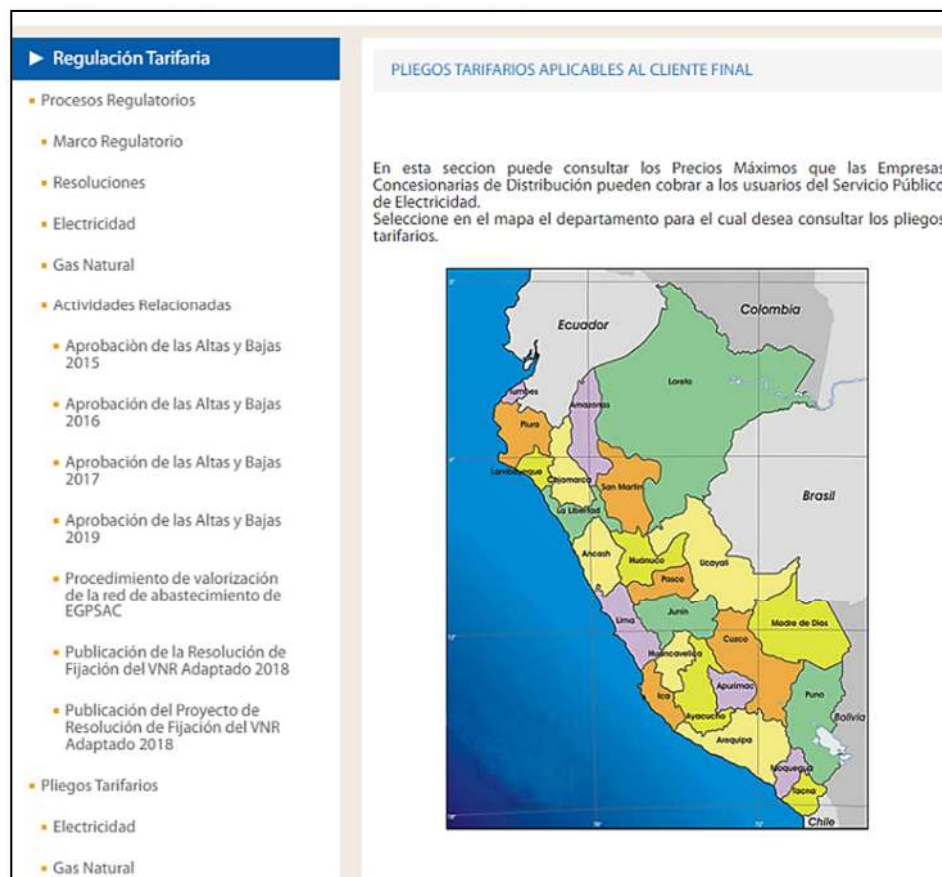 Regulación Tarifaria
Procesos Regulatorios
Marco Regulatorio
Resoluciones
Electricidad
Gas Natural
Actividades Relacionadas
Aprobaciòn de las Altas y Bajas
2015
Aprobación de las Altas y Bajas
2016
Aprobación de las Altas y Bajas
2017
Aprobación de las Altas y Bajas
2019
Procedimiento de valorización
de la red de abastecimiento de
EGPSAC
Publicación de la Resolución de
Fijación del VNR Adaptado 2018
Publicación del Proyecto de
Resolución de Fijación del VNR
Adaptado 2018
Pliegos Tarifarios
Electricidad
Gas Natural
PLIEGOS TARIFARIOS APLICABLES AL CLIENTE FINAL
En esta seccion puede consultar los Precios Máximos que las Empresas
Concesionarias de Distribución pueden cobrar a los usuarios del Servicio Público
de Electricidad.
Seleccione en el mapa el departamento para el cual desea consultar los pliegos
tarifarios.
Colombia
Ecuador
Loreto
Tumbes
Amazonas
Piura
Lambayeque
Cajamarca
San Martin
Brasil
La Libertad
Ancash
Huanuco
Ucayali
Pasco
Lima
Junin
Madre de Dios
Cuzco
Huancavelica
Ica
Apurimac
Puno
Ayacucho
Bolivia
Arequipa
Moquegua
Tacna
Chile